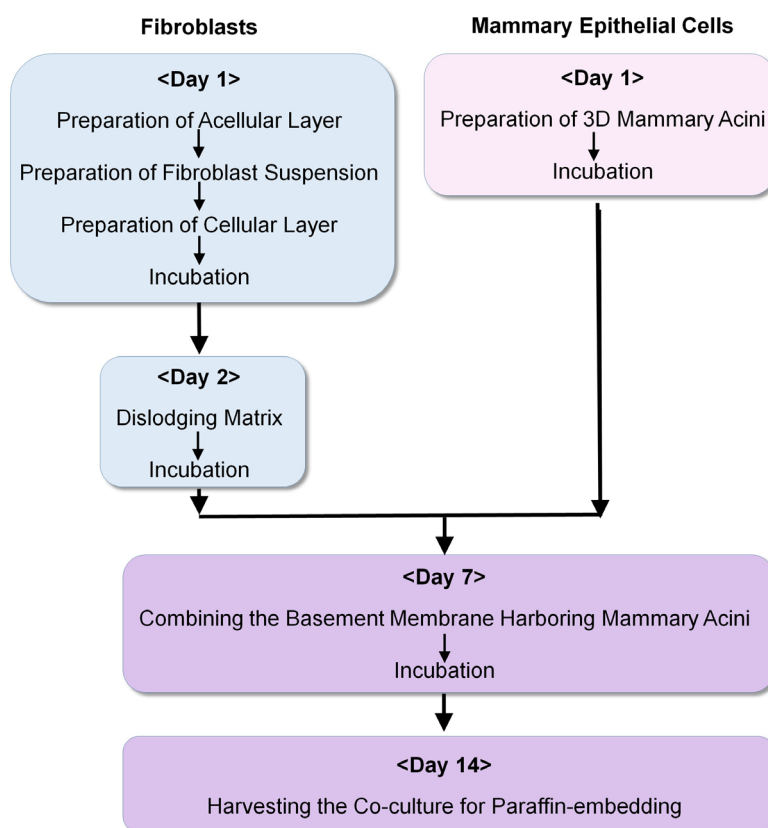 Fibroblasts
<Day 1>
Preparation of Acellular Layer
Preparation of Fibroblast Suspension
Preparation of Cellular Layer
Incubation
<Day 2>
Dislodging Matrix
Incubation
Mammary Epithelial Cells
<Day 1>
Preparation of 3D Mammary Acini
Incubation
<Day 7>
Combining the Basement Membrane Harboring Mammary Acini
Incubation
<Day 14>
Harvesting the Co-culture for Paraffin-embedding